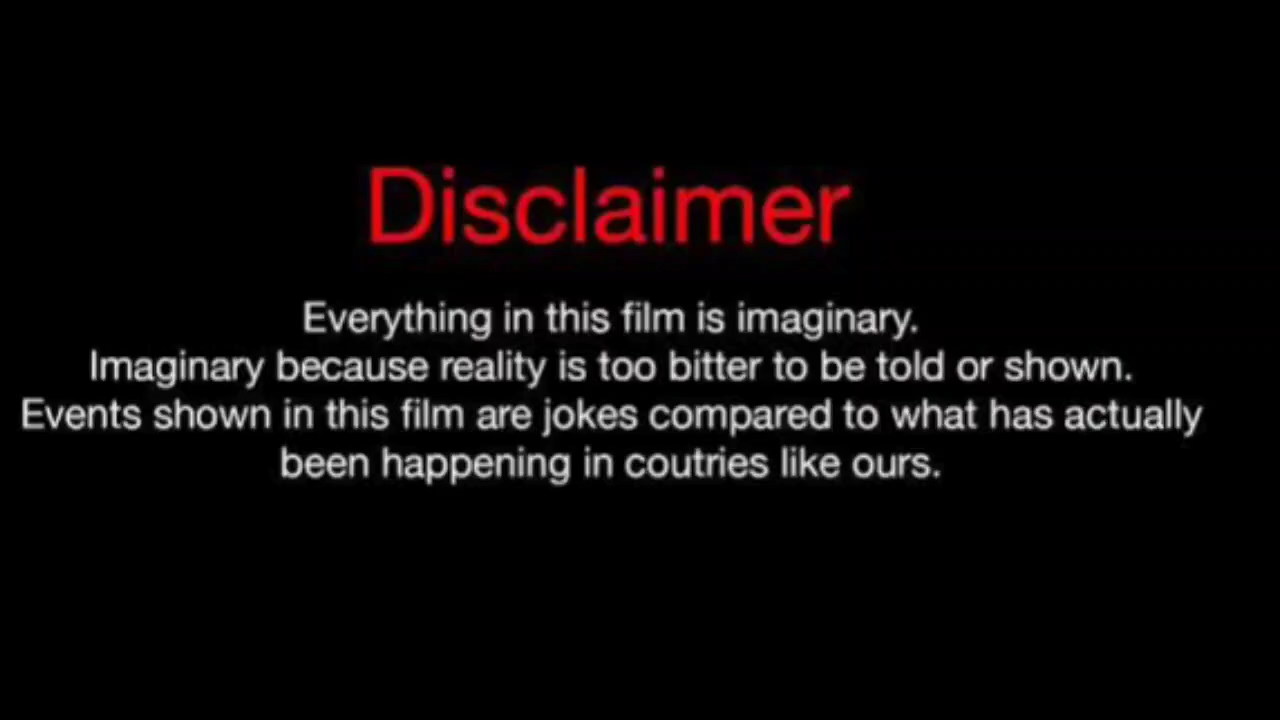 Disclaimer
Everything in this film is imaginary.
Imaginary because reality is too bitter to be told or shown.
Events shown in this film are jokes compared to what has actually
been happening in coutries like ours.